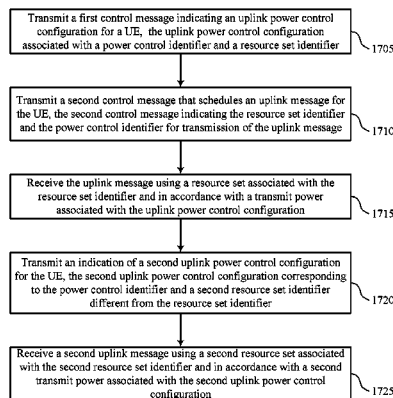 Transmit a first control message indicating an uplink power control
configuration for a UE, the uplink power control configuration
associated with a power control identifier and a resource set identifier
1705
Transmit a second control message that schedules an uplink message for
the UE, the second control message indicating the resource set identifier
and the power control identifier for transmission of the uplink message
1710
Receive the uplink message using a resource set associated with the
resource set identifier and in accordance with a transmit power
associated with the uplink power control configuration
1715
Transmit an indication of a second uplink power control configuration
for the UE, the second uplink power control configuration corresponding
to the power control identifier and a second resource set identifier
different from the resource set identifier
1720
Receive a second uplink message using a second resource set associated
with the second resource set identifier and in accordance with a second
transmit power associated with the second uplink power control
configuration
1725